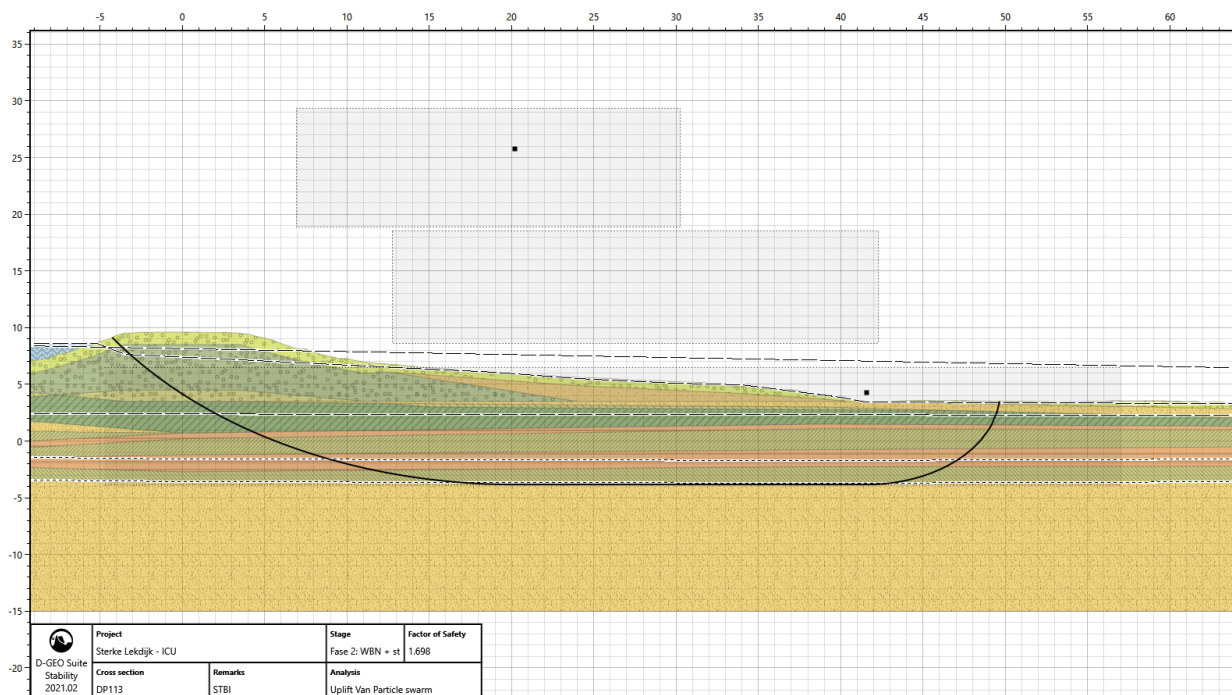 -5 0 5 10 15 20 25 30 35 40 45 50 55 60
35
30
25
20
15
10
5
0
-5
-10
-15
-20
D-GEO Suite
Stability
2021.02
Project
Sterke Lekdijk - ICU
Stage
Fase 2: WBN + st
Factor of Safety
1.698
Cross section
DP113
Remarks
STBI
Analysis
Uplift Van Particle swarm